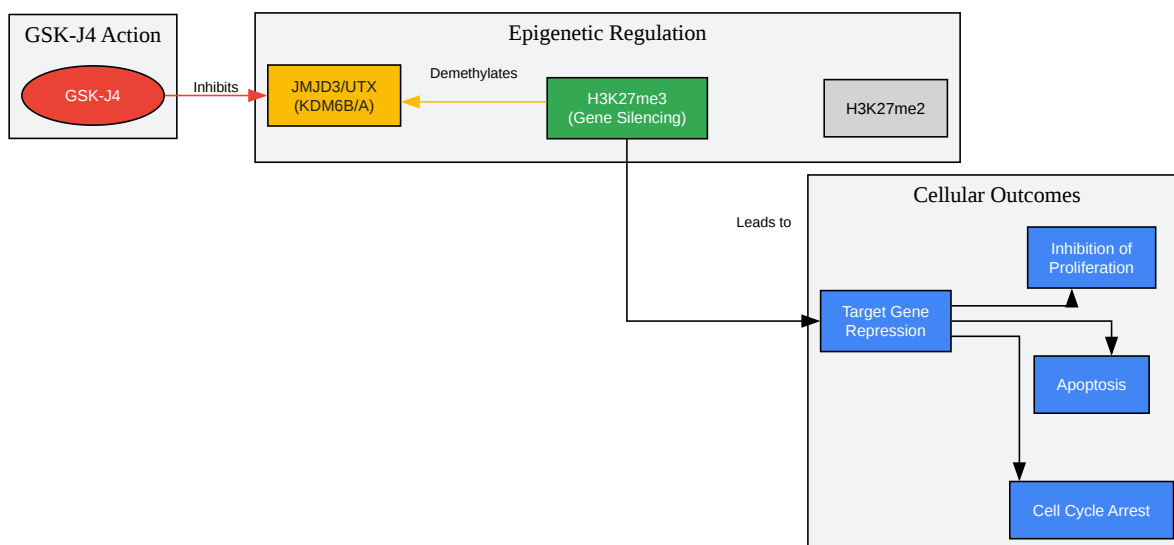 GSK-J4 Action
GSK-J4
Inhibits
Epigenetic Regulation
JMJD3/UTX
(KDM6B/A)
Demethylates
H3K27me3
(Gene Silencing)
H3K27me2
Leads to
Cellular Outcomes
Target Gene
Repression
Inhibition of
Proliferation
Apoptosis
Cell Cycle Arrest